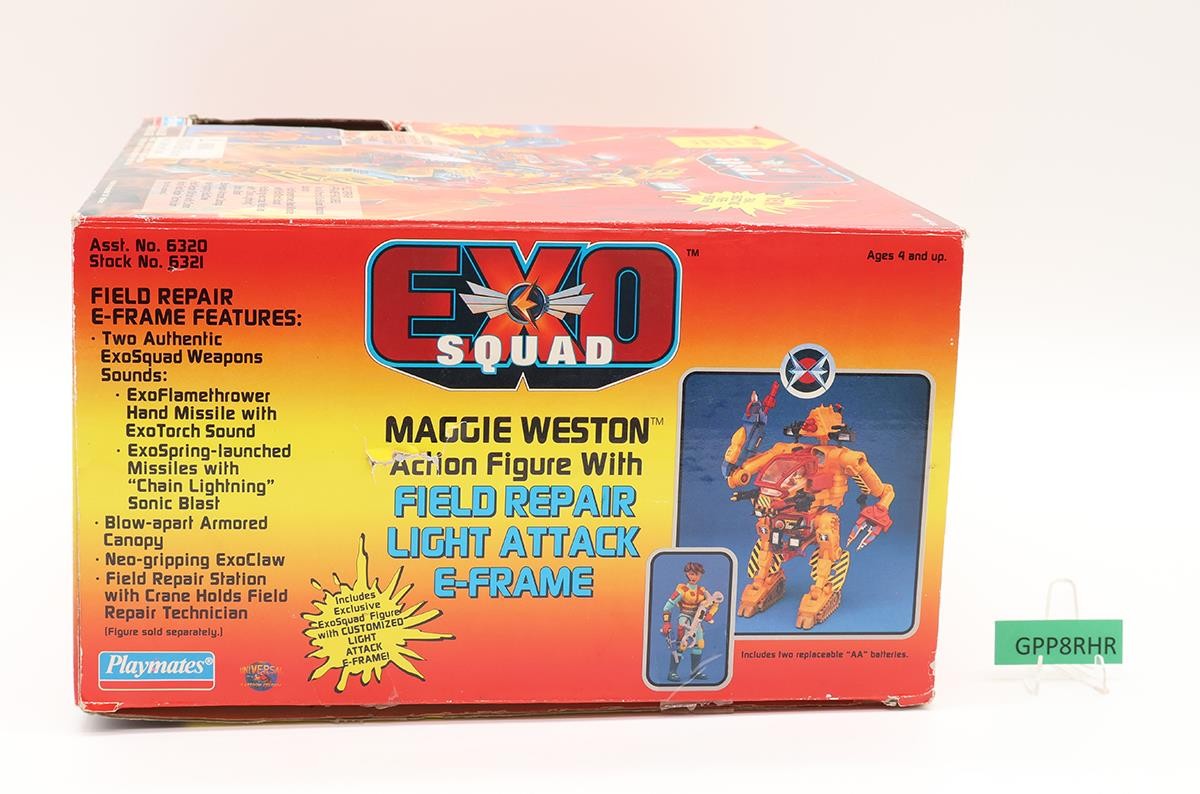 Asst. No. 6320
Stock No. 6321
FIELD REPAIR
E-FRAME FEATURES:
· Two Authentic
ExoSquad Weapons
Sounds:
· ExoFlamethrower
Hand Missile with
ExoTorch Sound
· ExoSpring-launched
Missiles with
"Chain Lightning"
Sonic Blast
· Blow-apart Armored
Canopy
· Neo-gripping ExoClaw
· Field Repair Station
with Crane Holds Field
Repair Technician
(Figure sold separately.)
Playmates®
UNIVERSAL
EXO
SQUAD
TM
MAGGIE WESTON™
Action Figure With
FIELD REPAIR
LIGHT ATTACK
E-FRAME
Includes
Exclusive
ExoSquad Figure
with CUSTOMIZED
LIGHT
ATTACK
E-FRAME!
Ages 4 and up.
Includes two replaceable "AA" batteries.
GPP8RHR